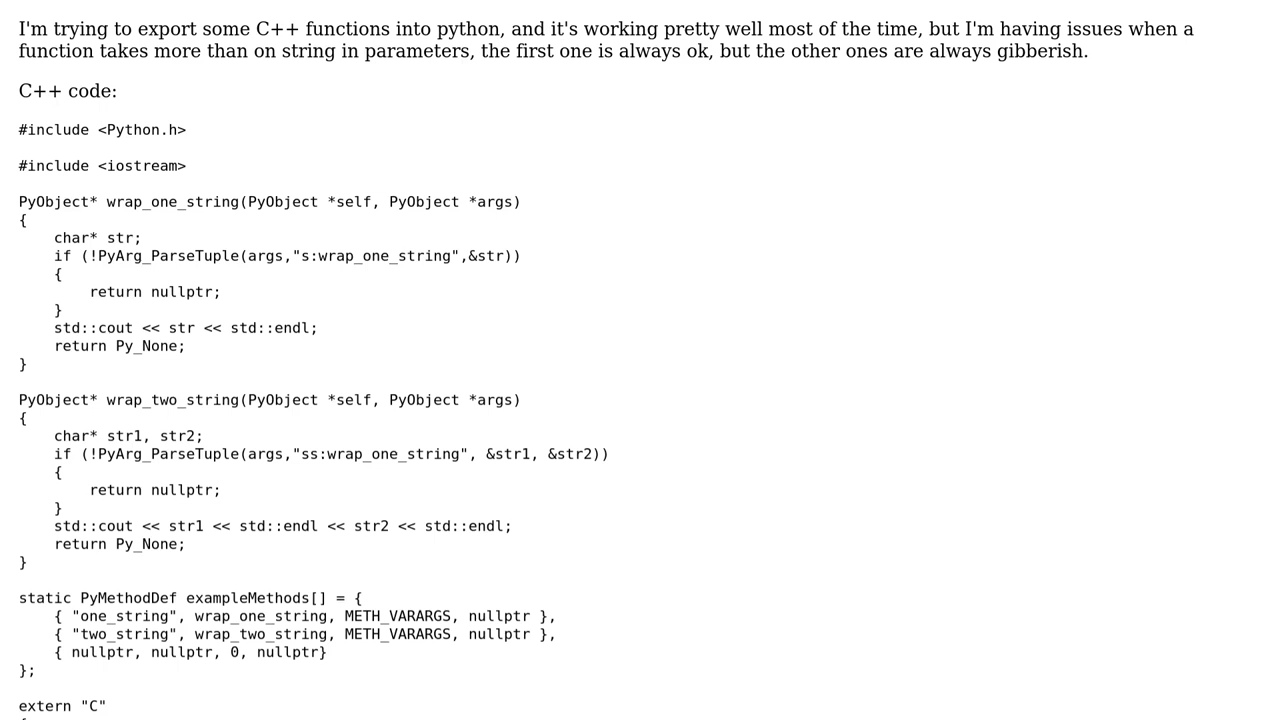 I'm trying to export some C++ functions into python, and it's working pretty well most of the time, but I'm having issues when a
function takes more than on string in parameters, the first one is always ok, but the other ones are always gibberish.
C++ code:
#include <Python.h>
#include <iostream>
PyObject* wrap_one_string(PyObject *self, PyObject *args)
{
    char* str;
    if (!PyArg_ParseTuple(args,"s:wrap_one_string",&str))
    {
        return nullptr;
    }
    std::cout << str << std::endl;
    return Py_None;
}
PyObject* wrap_two_string(PyObject *self, PyObject *args)
{
    char* str1, str2;
    if (!PyArg_ParseTuple(args,"ss:wrap_one_string", &str1, &str2))
    {
        return nullptr;
    }
    std::cout << str1 << std::endl << str2 << std::endl;
    return Py_None;
}
static PyMethodDef exampleMethods[] = {
    { "one_string", wrap_one_string, METH_VARARGS, nullptr },
    { "two_string", wrap_two_string, METH_VARARGS, nullptr },
    { nullptr, nullptr, 0, nullptr}
};
extern "C"